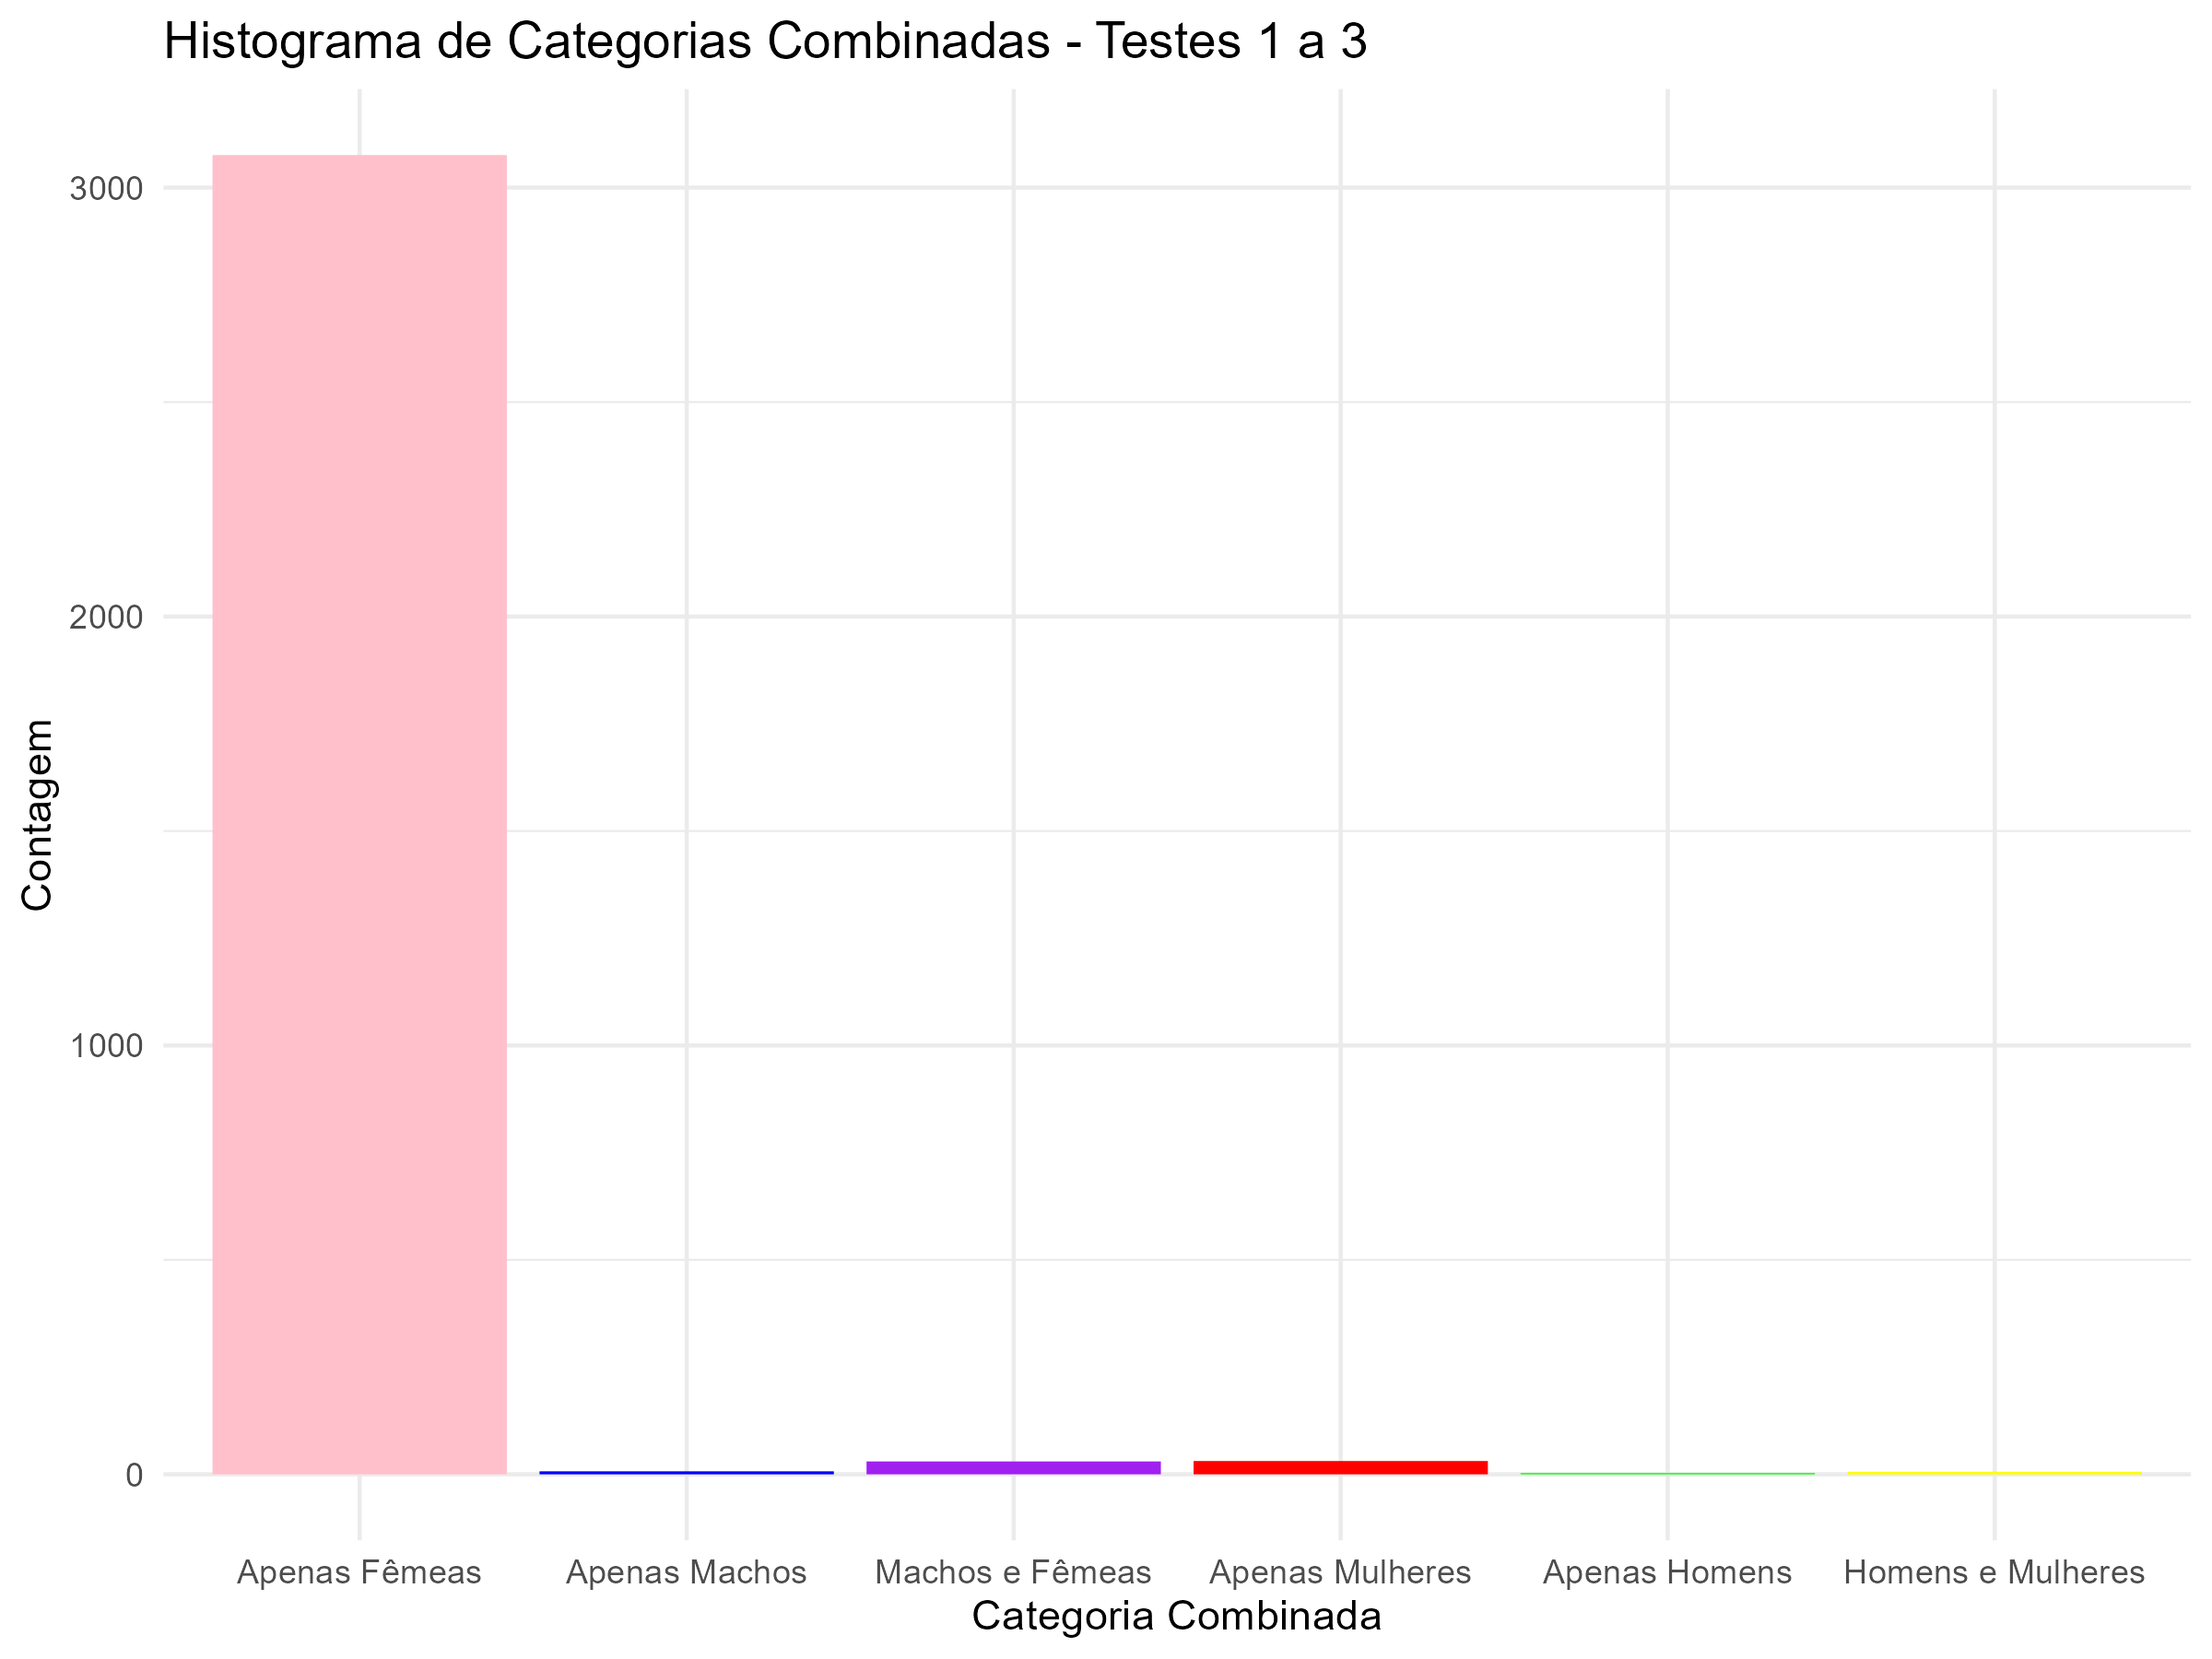 Histograma de Categorias Combinadas - Testes 1 a 3
Contagem
3000
2000
1000
0
Apenas Fêmeas
Apenas Machos
Machos e Fêmeas
Apenas Mulheres
Apenas Homens
Homens e Mulheres
Categoria Combinada